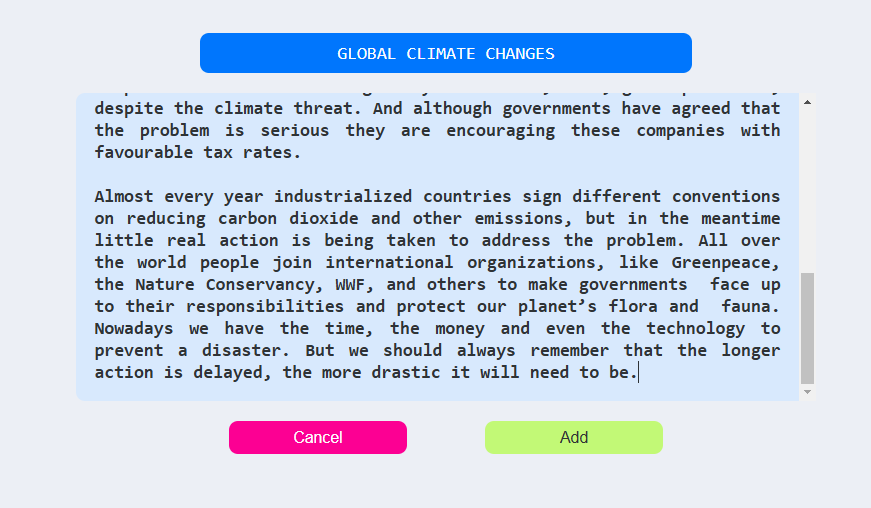 GLOBAL CLIMATE CHANGES
despite the climate threat. And although governments have agreed that
the problem is serious they are encouraging these companies with
favourable tax rates.
Almost every year industrialized countries sign different conventions
on reducing carbon dioxide and other emissions, but in the meantime
little real action is being taken to address the problem. All over
the world people join international organizations, like Greenpeace,
the Nature Conservancy, WWF, and others to make governments  face up
to their responsibilities and protect our planet’s flora and  fauna.
Nowadays we have the time, the money and even the technology to
prevent a disaster. But we should always remember that the longer
action is delayed, the more drastic it will need to be.
Cancel
Add